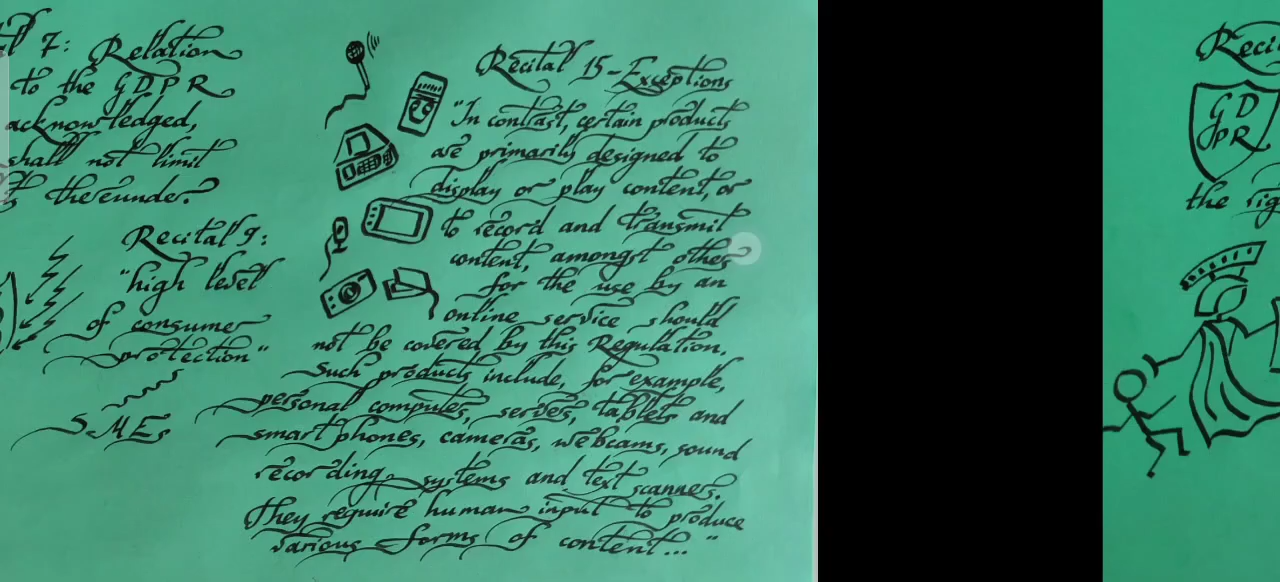 7: Relation
to the GDPR
acknowledged,
shall not limit
thereunder."
Recital 9:
"high level
of consumer
protection"
SMEs
Recital 15-Exceptions
"In contrast, certain products
are primarily designed to
display or play content, or
to record and transmit
content, amongst others
for the use by an
online service should
not be covered by this Regulation.
Such products include, for example,
personal computers, servers, tablets and
smart phones, cameras, webcams, sound
recording systems and text scanners.
They require human input to produce
various forms of content..."
GD
PR
the